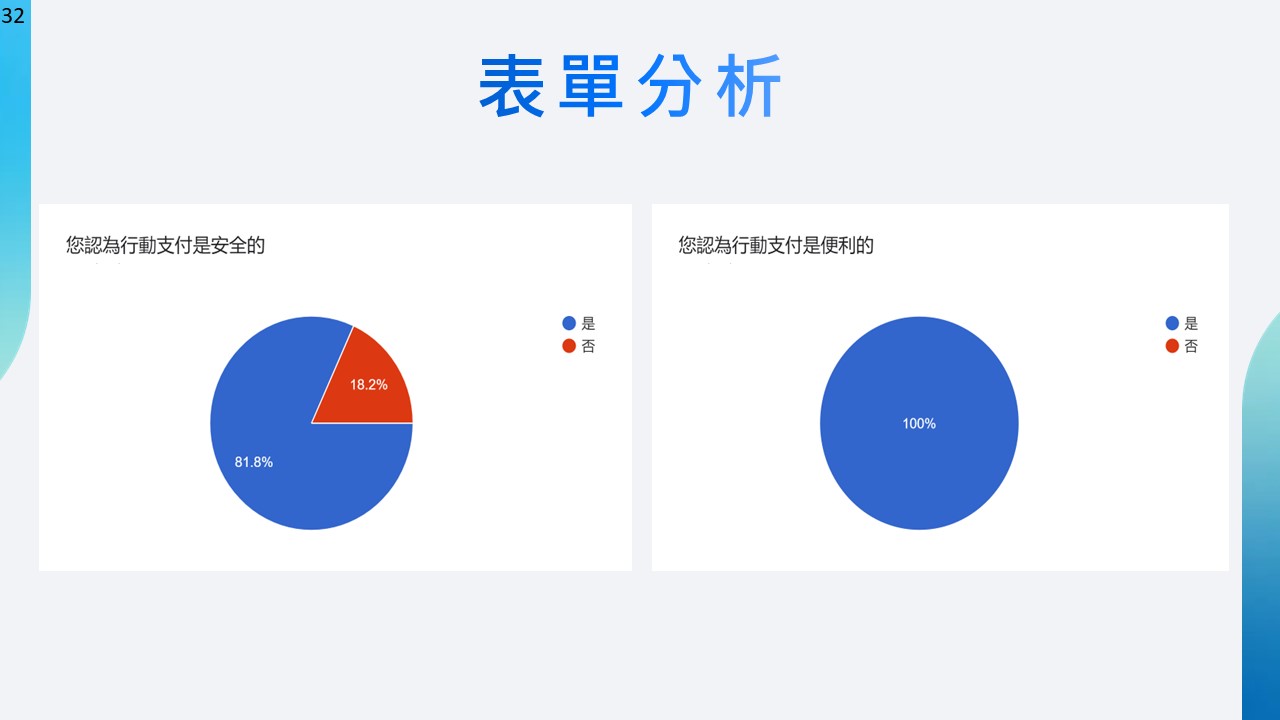 32
表單分析
您認為行動支付是安全的
是
否
18.2%
81.8%
您認為行動支付是便利的
是
否
100%